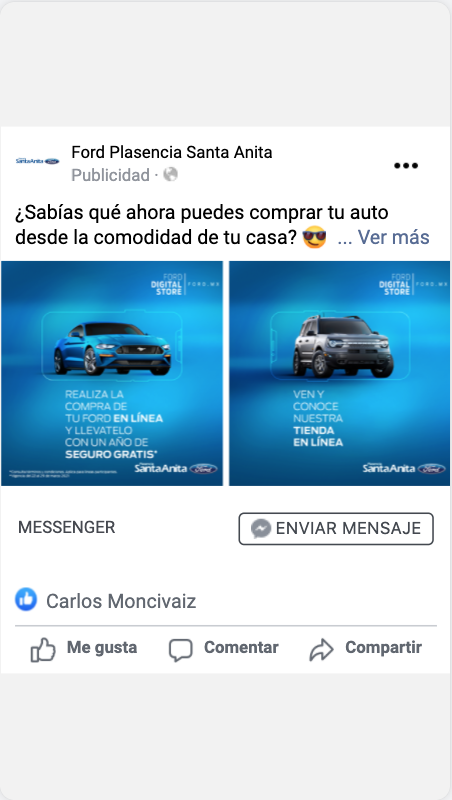 SantaAnita Ford
Ford Plasencia Santa Anita
Publicidad ·
¿Sabías qué ahora puedes comprar tu auto
desde la comodidad de tu casa? 😎 ... Ver más
FORD
DIGITAL
STORE
FORD.MX
REALIZA LA
COMPRA DE
TU FORD EN LÍNEA
Y LLEVATELO
CON UN AÑO DE
SEGURO GRATIS*
SantaAnita Ford
FORD
DIGITAL
STORE
FORD.MX
VEN Y
CONOCE
NUESTRA
TIENDA
EN LÍNEA
SantaAnita Ford
MESSENGER
ENVIAR MENSAJE
Carlos Moncivaiz
Me gusta
Comentar
Compartir